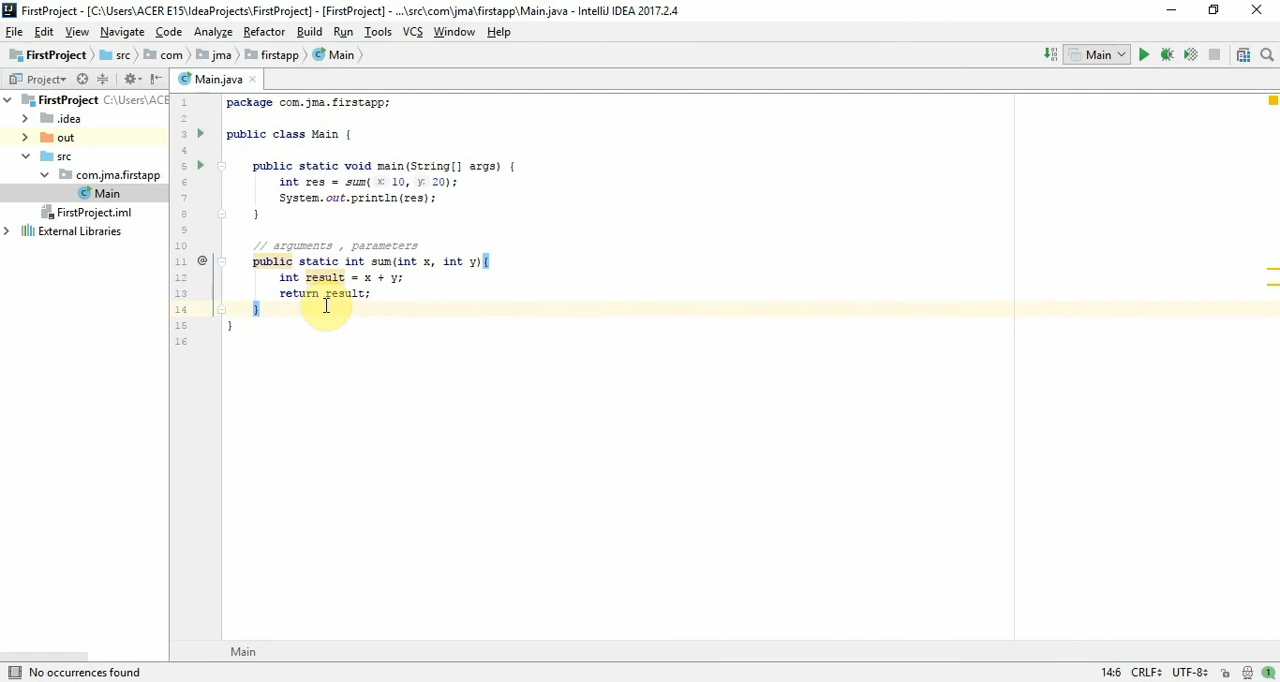 FirstProject - [C:\Users\ACER E15\IdeaProjects\FirstProject] - [FirstProject] - ...\src\com\jma\firstapp\Main.java - IntelliJ IDEA 2017.2.4
File Edit View Navigate Code Analyze Refactor Build Run Tools VCS Window Help
FirstProject src com jma firstapp Main Main
Project Main.java
FirstProject C:\Users\ACE
.idea
out
src
com.jma.firstapp
Main
FirstProject.iml
External Libraries
1 package com.jma.firstapp;
2
3 public class Main {
4
5 public static void main(String[] args) {
6 int res = sum( x: 10, y: 20);
7 System.out.println(res);
8 }
9
10 // arguments , parameters
11 @ public static int sum(int x, int y){
12 int result = x + y;
13 return result;
14 }
15 }
16
Main
No occurrences found 14:6 CRLF UTF-8 1